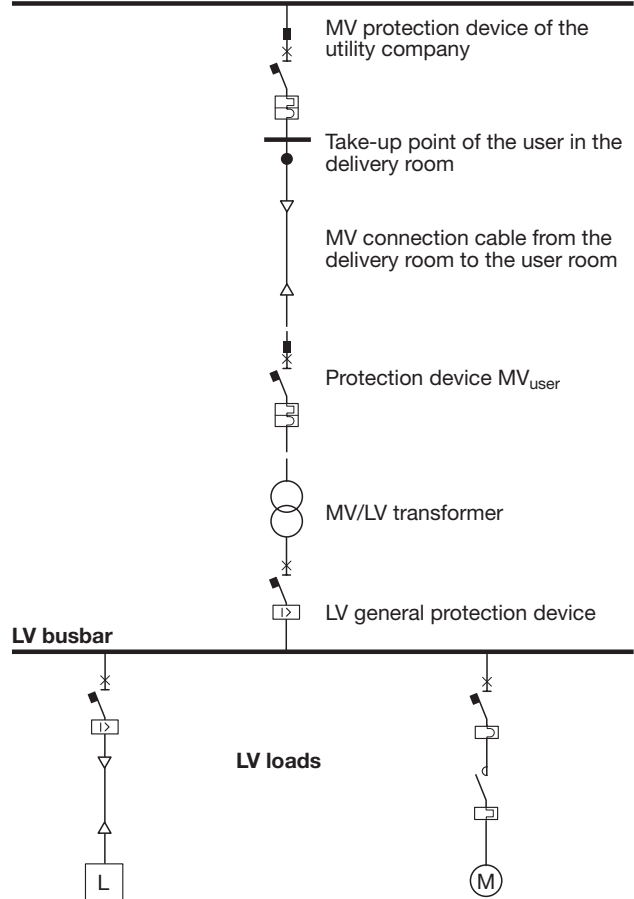 MV protection device of the
utility company
Take-up point of the user in the
delivery room
MV connection cable from the
delivery room to the user room
Protection device MVuser
MV/LV transformer
LV general protection device
LV busbar
I>
I>
LV loads
L
M